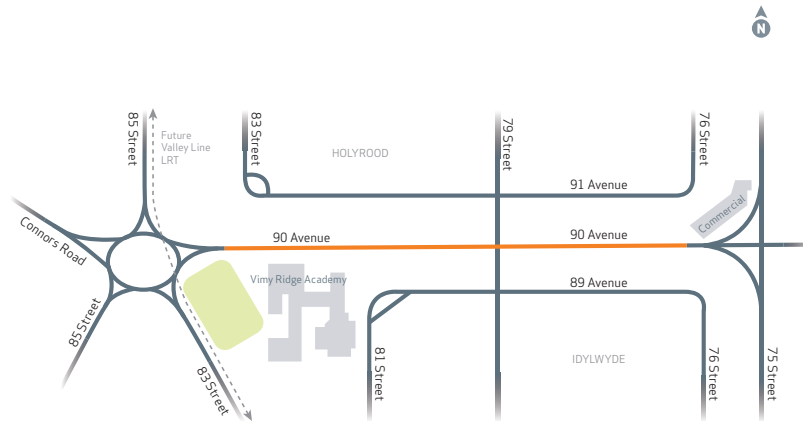 N
85 Street
Future
Valley Line
LRT
83 Street
HOLYROOD
79 Street
76 Street
91 Avenue
Commercial
Connors Road
90 Avenue
90 Avenue
Vimy Ridge Academy
89 Avenue
85 Street
83 Street
81 Street
IDYLWYDE
76 Street
75 Street